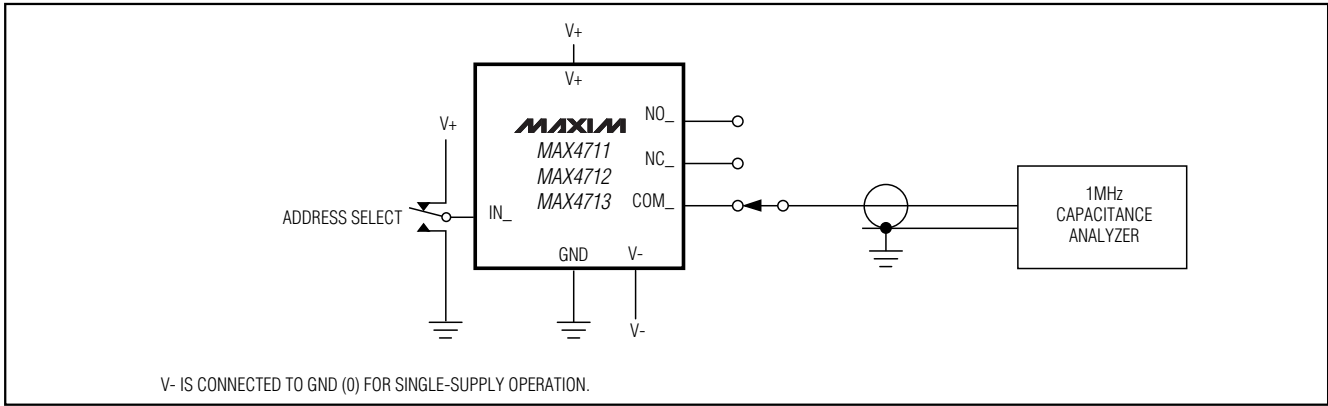 V+
V+
V+
NO_
MAXIM
MAX4711
NC_
MAX4712
MAX4713
COM_
1MHz
CAPACITANCE
ANALYZER
ADDRESS SELECT
IN_
GND
V-
V-
V- IS CONNECTED TO GND (0) FOR SINGLE-SUPPLY OPERATION.